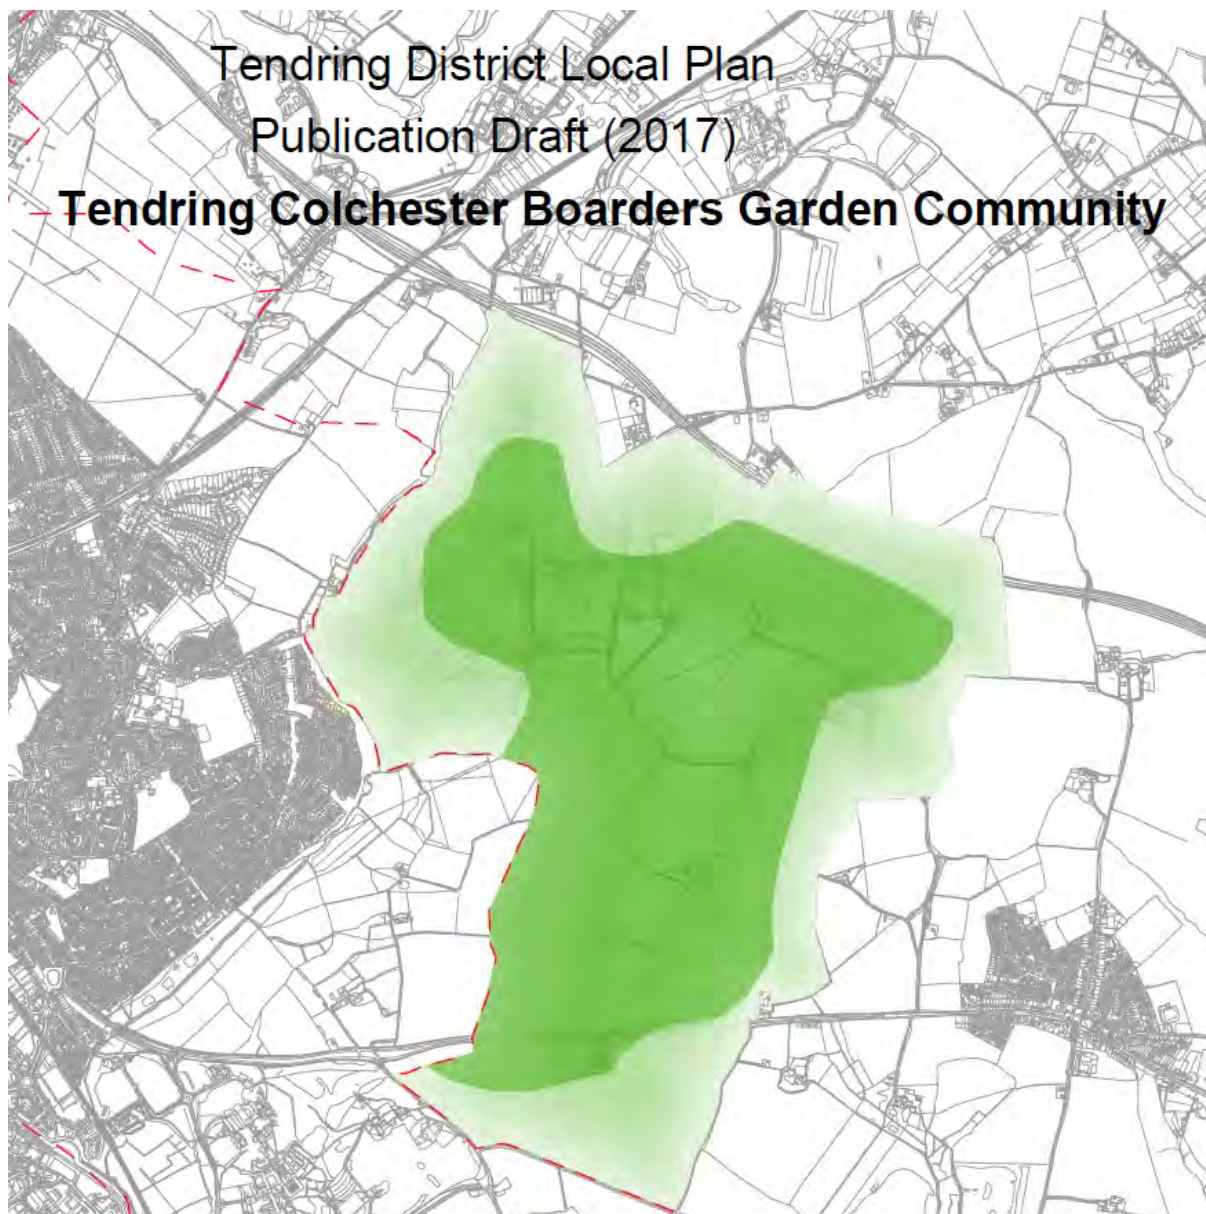 Tendring District Local Plan
Publication Draft (2017)
Tendring Colchester Boarders Garden Community